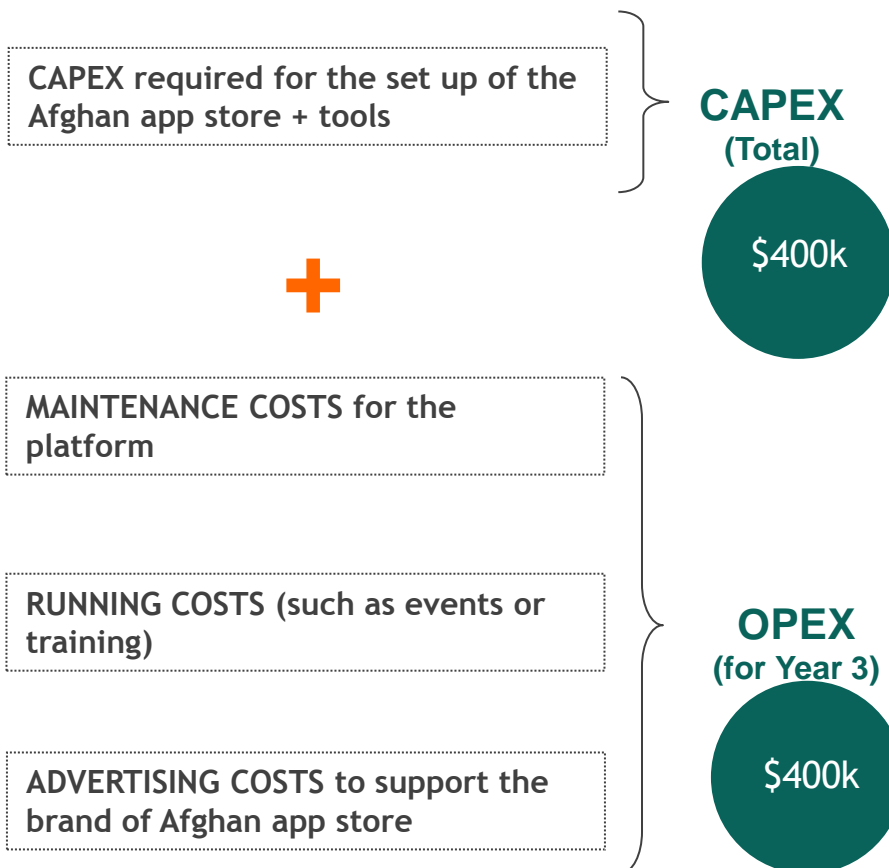 CAPEX required for the set up of the
Afghan app store + tools
CAPEX
(Total)
$400k
+
MAINTENANCE COSTS for the
platform
RUNNING COSTS (such as events or
training)
OPEX
(for Year 3)
$400k
ADVERTISING COSTS to support the
brand of Afghan app store